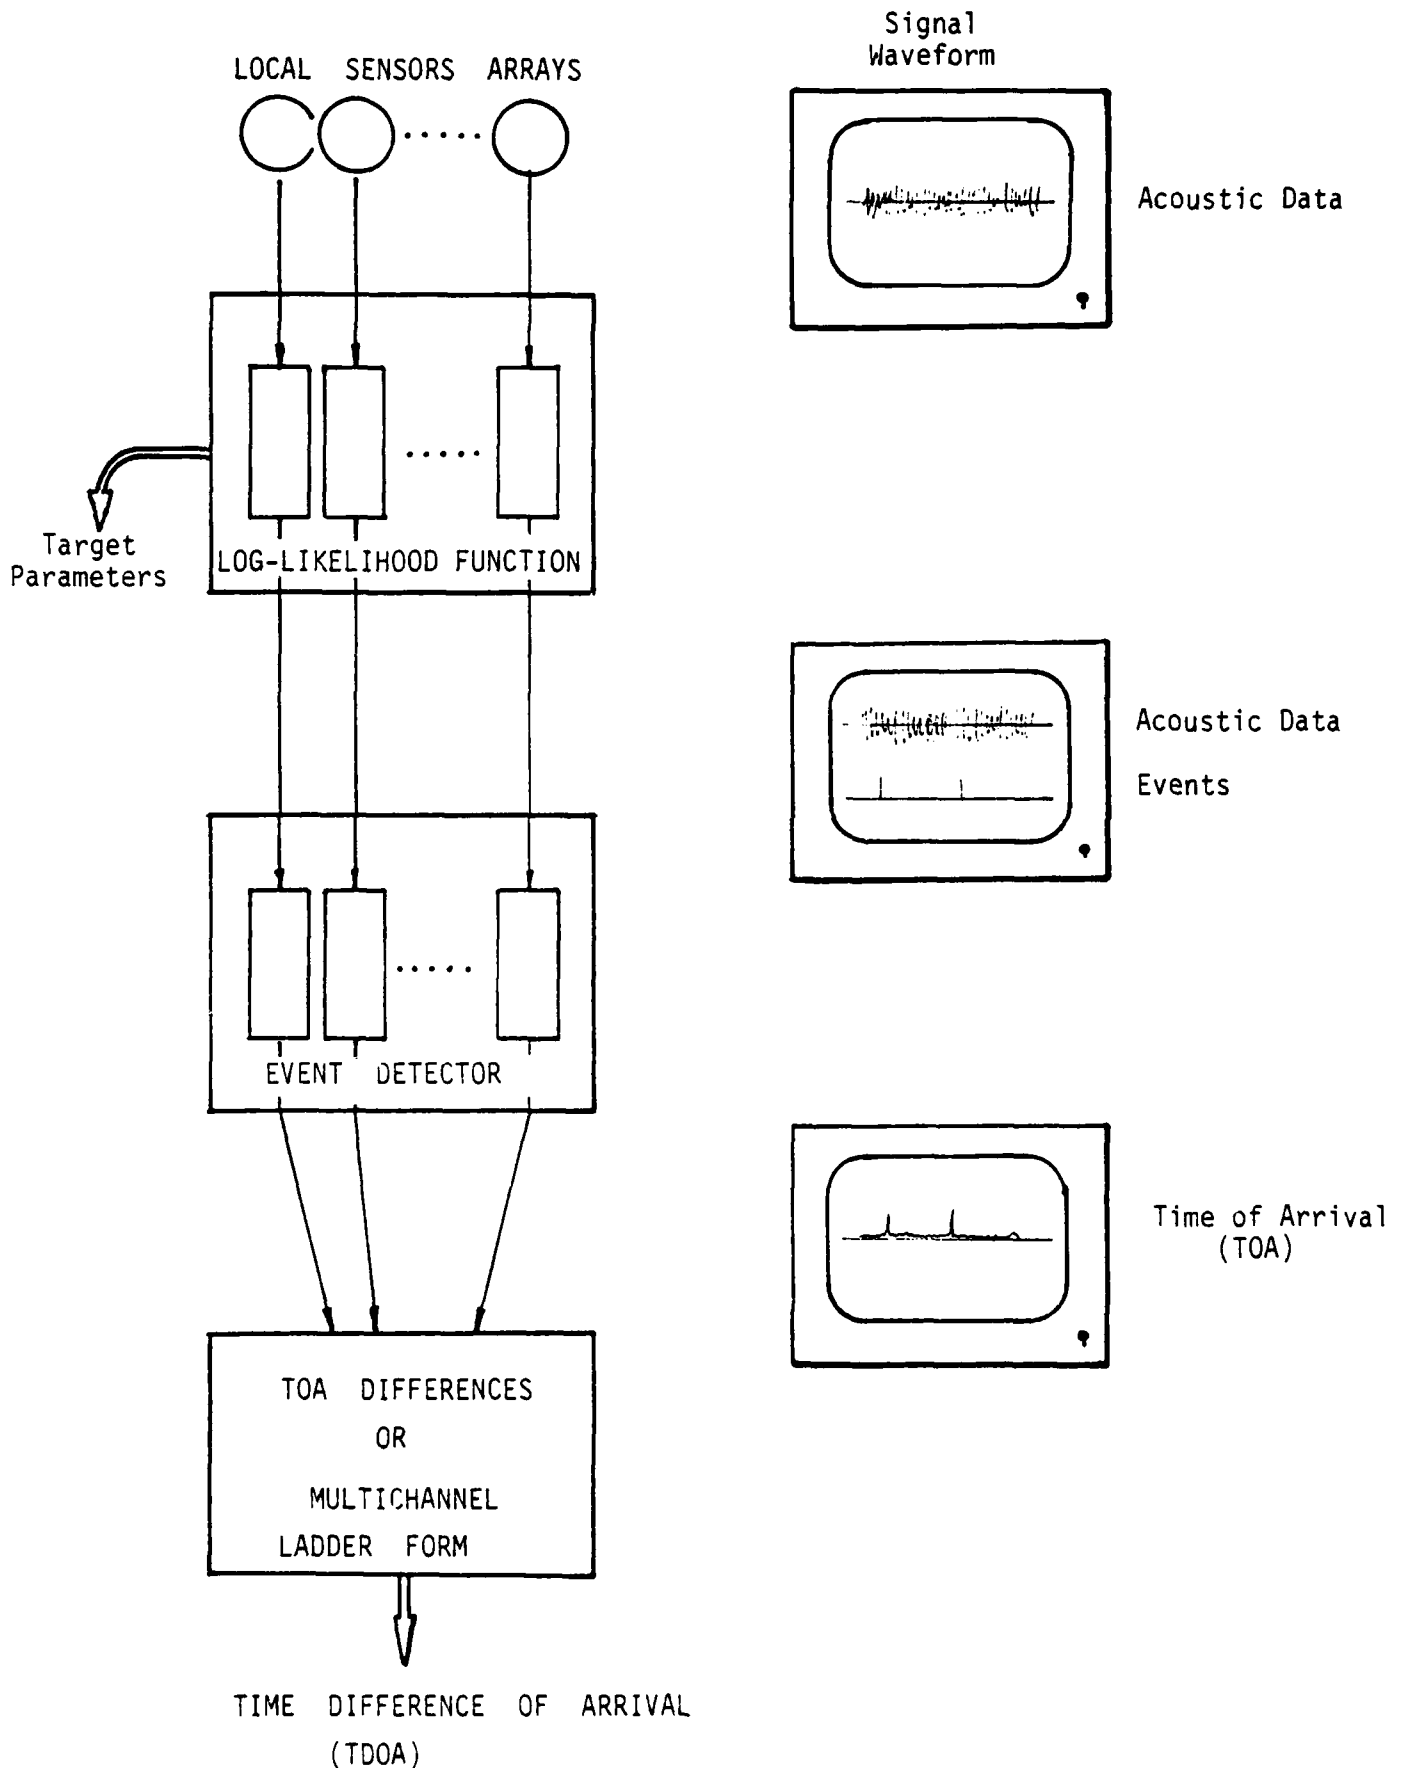 Signal
Waveform
LOCAL SENSORS ARRAYS
Acoustic Data
Target
Parameters
LOG-LIKELIHOOD FUNCTION
Acoustic Data
Events
EVENT DETECTOR
Time of Arrival
(TOA)
TOA DIFFERENCES
OR
MULTICHANNEL
LADDER FORM
TIME DIFFERENCE OF ARRIVAL
(TDOA)